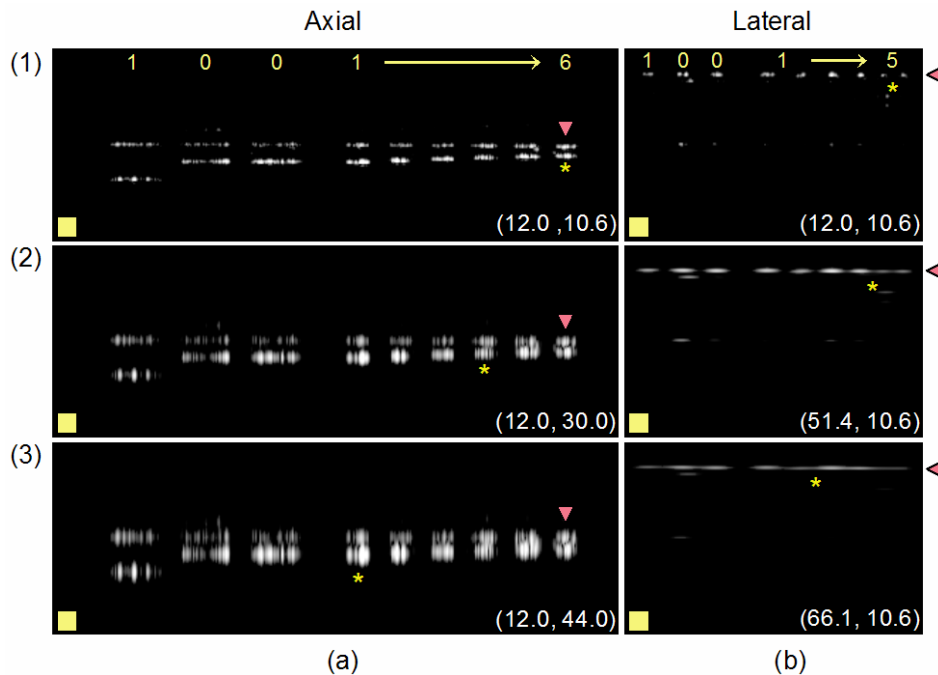 Axial Lateral
(1) 1 0 0 1 6 1 0 0 1 5
*
*
(12.0 ,10.6) (12.0, 10.6)
(2)
*
*
(12.0, 30.0) (51.4, 10.6)
(3)
*
*
(12.0, 44.0) (66.1, 10.6)
(a) (b)